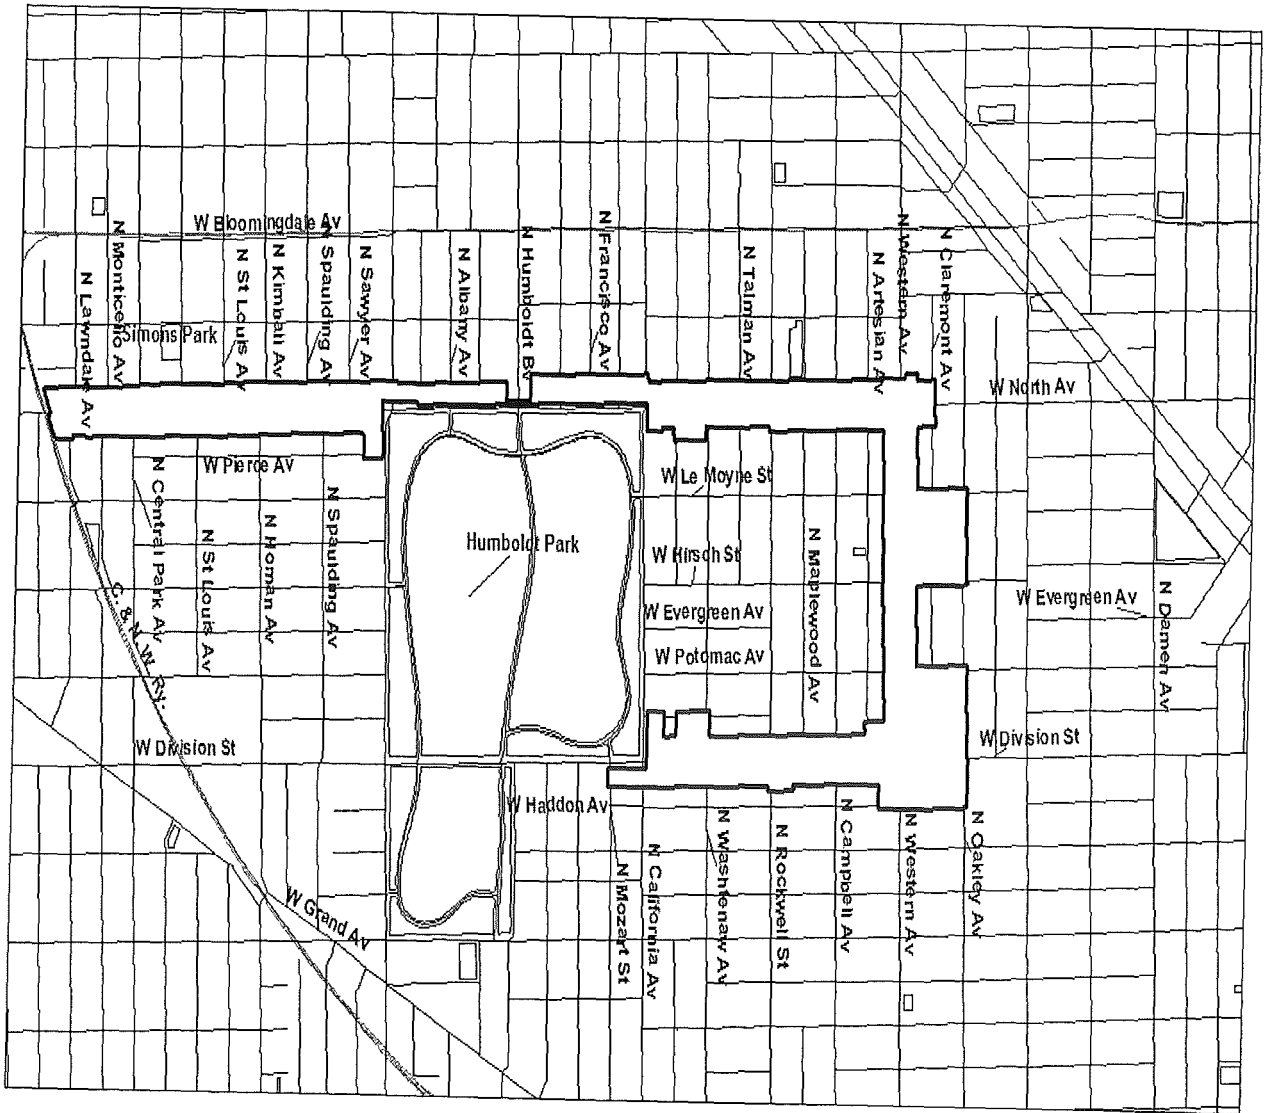 W Bloomingdale Av
N Lawndale Av
N Monticello Av
N St Louis Av
N Kimball Av
N Spaulding Av
N Sawyer Av
N Albany Av
N Humboldt Bv
N Francisco Av
N Talman Av
N Artesian Av
N Western Av
N Claremont Av
Simons Park
W North Av
W Pierce Av
W Le Moyne St
N Central Park Av
N St Louis Av
N Homan Av
N Spaulding Av
Humboldt Park
W Hirsch St
N Maplewood Av
W Evergreen Av
W Evergreen Av
N Damen Av
C. & N. W. Ry.
W Potomac Av
W Division St
W Division St
W Haddon Av
W Grand Av
N Mozart St
N California Av
N Washtenaw Av
N Rockwell St
N Campbell Av
N Western Av
N Oakley Av